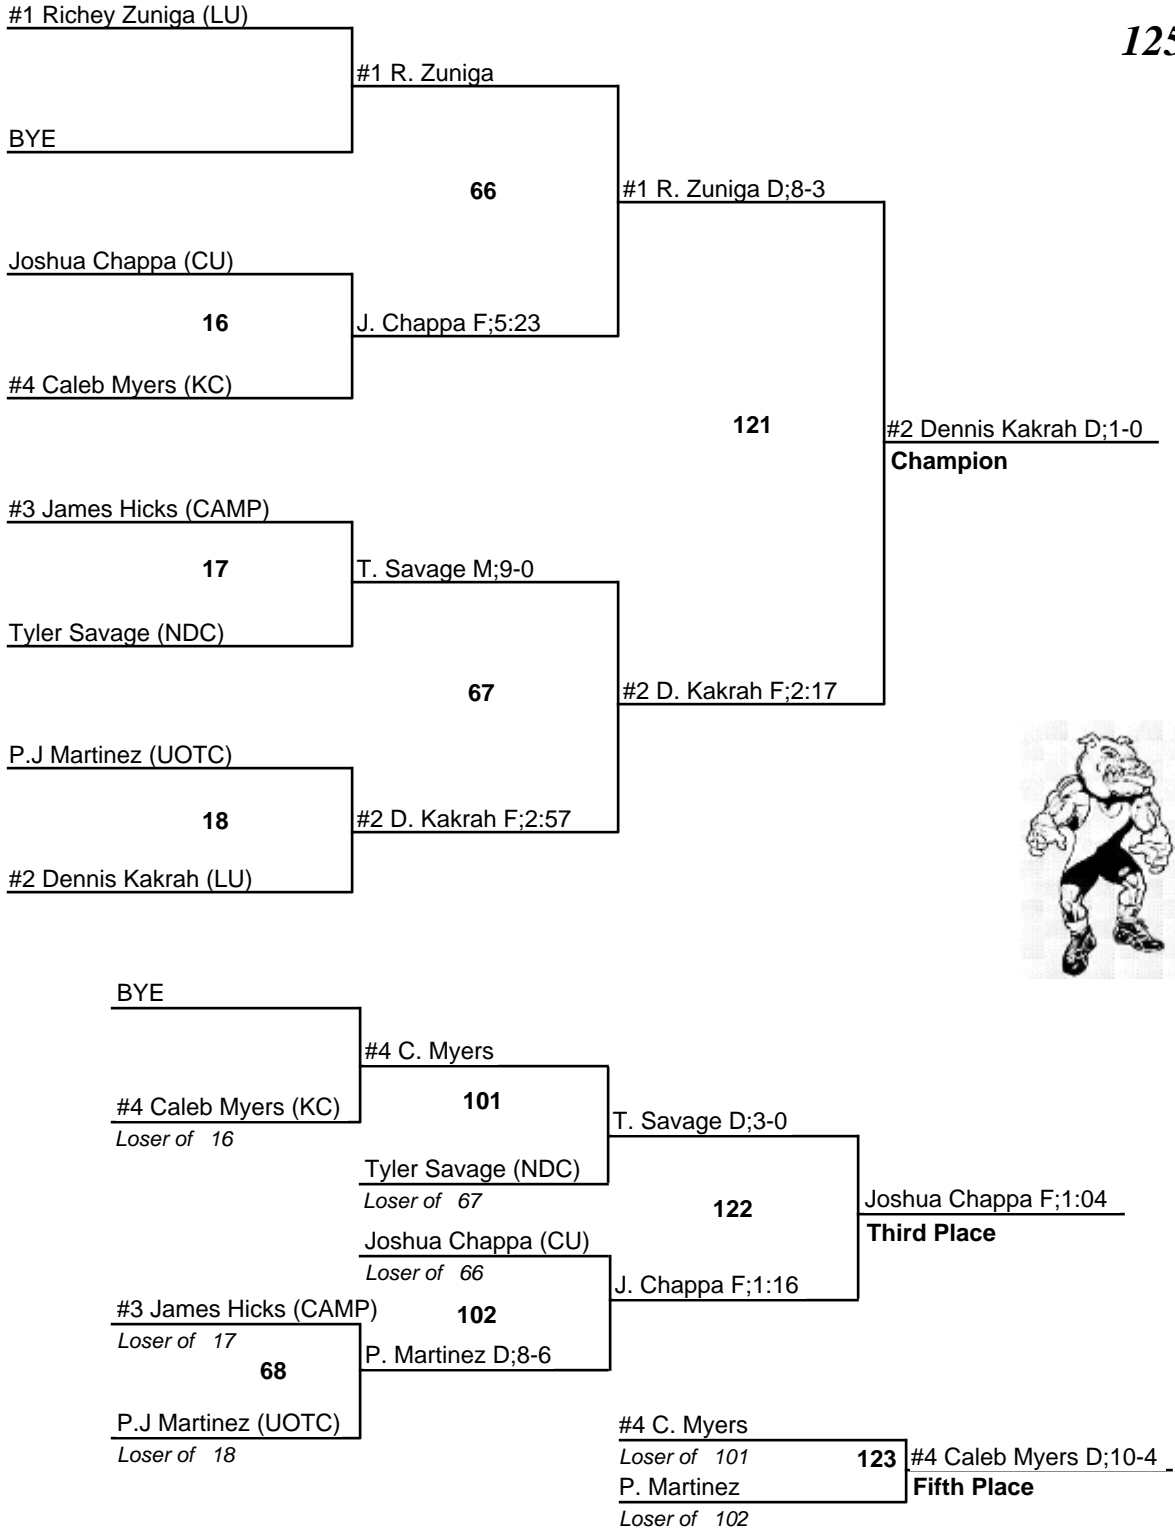 #1 Richey Zuniga (LU)
125
#1 R. Zuniga
BYE
66
#1 R. Zuniga D;8-3
Joshua Chappa (CU)
16
J. Chappa F;5:23
#4 Caleb Myers (KC)
121
#2 Dennis Kakrah D;1-0
Champion
#3 James Hicks (CAMP)
17
T. Savage M;9-0
Tyler Savage (NDC)
67
#2 D. Kakrah F;2:17
P.J Martinez (UOTC)
18
#2 D. Kakrah F;2:57
#2 Dennis Kakrah (LU)
BYE
#4 C. Myers
101
#4 Caleb Myers (KC)
Loser of 16
T. Savage D;3-0
Tyler Savage (NDC)
Loser of 67
122
Joshua Chappa F;1:04
Third Place
Joshua Chappa (CU)
Loser of 66
J. Chappa F;1:16
#3 James Hicks (CAMP)
Loser of 17
102
68
P. Martinez D;8-6
P.J Martinez (UOTC)
Loser of 18
#4 C. Myers
Loser of 101
123
#4 Caleb Myers D;10-4
Fifth Place
P. Martinez
Loser of 102